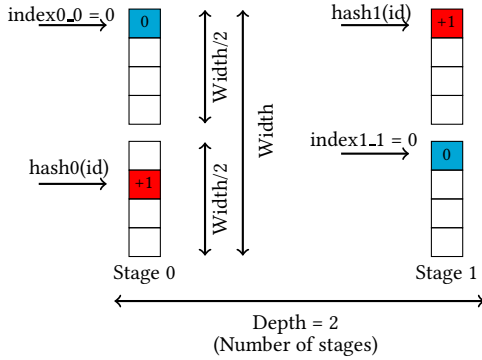 index0_0 = 0
0
Width/2
Width
hash1(id)
+1
hash0(id)
+1
Width/2
index1_1 = 0
0
Stage 0
Stage 1
Depth = 2
(Number of stages)